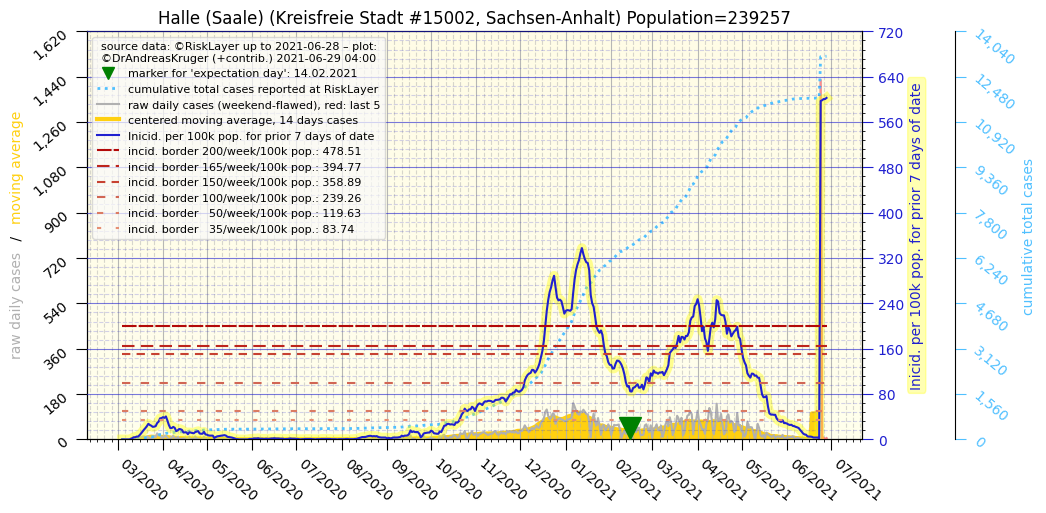 Halle (Saale) (Kreisfreie Stadt #15002, Sachsen-Anhalt) Population=239257
source data: ©RiskLayer up to 2021-06-28 – plot:
©DrAndreasKruger (+contrib.) 2021-06-29 04:00
marker for 'expectation day': 14.02.2021
cumulative total cases reported at RiskLayer
raw daily cases (weekend-flawed), red: last 5
centered moving average, 14 days cases
Inicid. per 100k pop. for prior 7 days of date
incid. border 200/week/100k pop.: 478.51
incid. border 165/week/100k pop.: 394.77
incid. border 150/week/100k pop.: 358.89
incid. border 100/week/100k pop.: 239.26
incid. border 50/week/100k pop.: 119.63
incid. border 35/week/100k pop.: 83.74
raw daily cases / moving average
1,620
1,440
1,260
1,080
900
720
540
360
180
0
720
640
560
480
400
320
240
160
80
0
Inicid. per 100k pop. for prior 7 days of date
14,040
12,480
10,920
9,360
7,800
6,240
4,680
3,120
1,560
0
cumulative total cases
03/2020
04/2020
05/2020
06/2020
07/2020
08/2020
09/2020
10/2020
11/2020
12/2020
01/2021
02/2021
03/2021
04/2021
05/2021
06/2021
07/2021